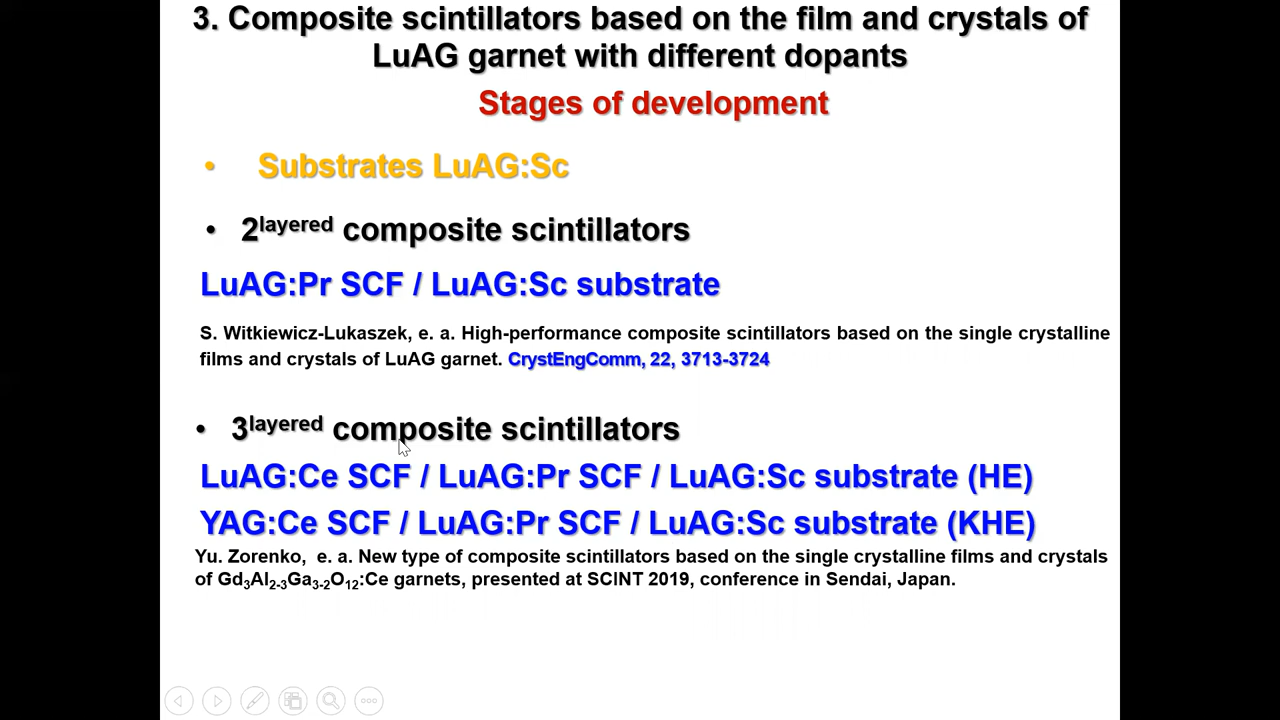 3. Composite scintillators based on the film and crystals of
LuAG garnet with different dopants
Stages of development
• Substrates LuAG:Sc
• 2layered composite scintillators
LuAG:Pr SCF / LuAG:Sc substrate
S. Witkiewicz-Lukaszek, e. a. High-performance composite scintillators based on the single crystalline
films and crystals of LuAG garnet. CrystEngComm, 22, 3713-3724
• 3layered composite scintillators
LuAG:Ce SCF / LuAG:Pr SCF / LuAG:Sc substrate (HE)
YAG:Ce SCF / LuAG:Pr SCF / LuAG:Sc substrate (KHE)
Yu. Zorenko, e. a. New type of composite scintillators based on the single crystalline films and crystals
of Gd3Al2-3Ga3-2O12:Ce garnets, presented at SCINT 2019, conference in Sendai, Japan.